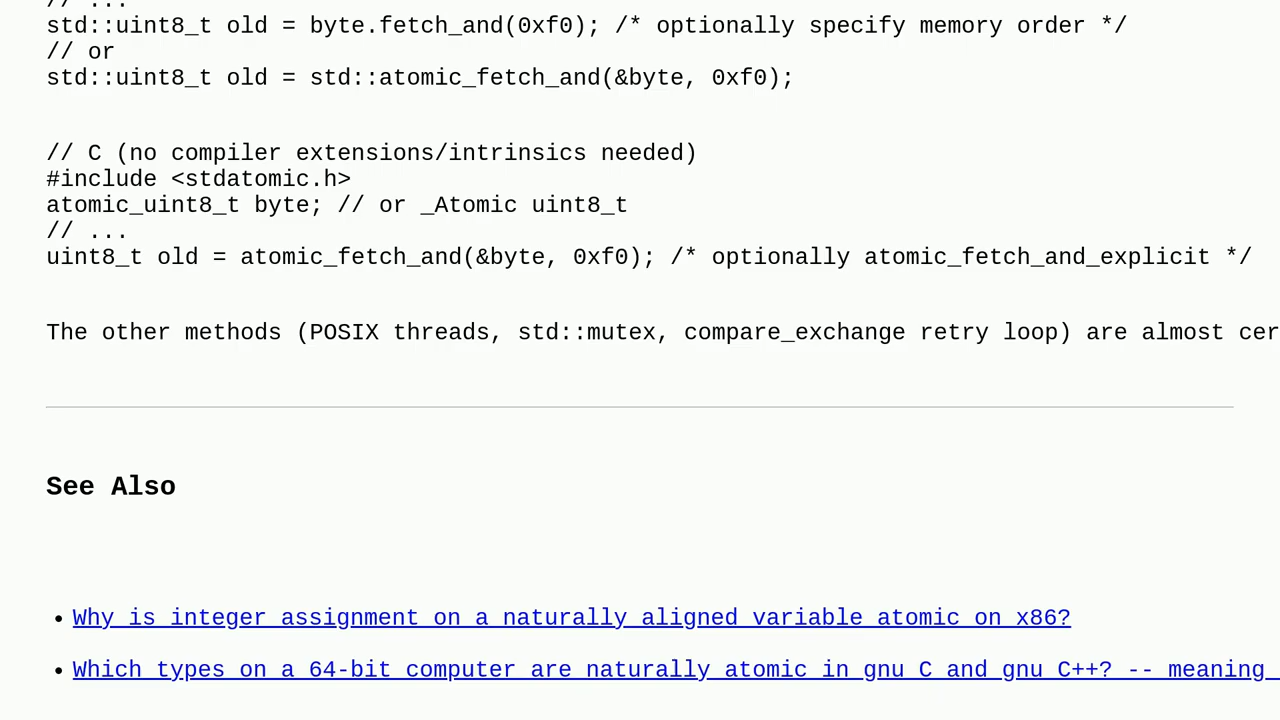 // ...
std::uint8_t old = byte.fetch_and(0xf0); /* optionally specify memory order */
// or
std::uint8_t old = std::atomic_fetch_and(&byte, 0xf0);
// C (no compiler extensions/intrinsics needed)
#include <stdatomic.h>
atomic_uint8_t byte; // or _Atomic uint8_t
// ...
uint8_t old = atomic_fetch_and(&byte, 0xf0); /* optionally atomic_fetch_and_explicit */
The other methods (POSIX threads, std::mutex, compare_exchange retry loop) are almost cer
See Also
• Why is integer assignment on a naturally aligned variable atomic on x86?
• Which types on a 64-bit computer are naturally atomic in gnu C and gnu C++? -- meaning